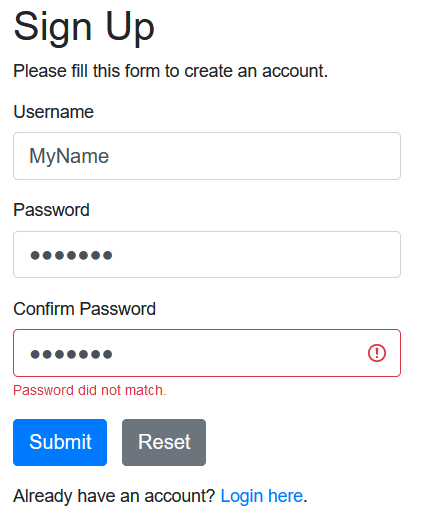 Sign Up
Please fill this form to create an account.
Username
MyName
Password
●●●●●●●
Confirm Password
●●●●●●●
Password did not match.
Submit Reset
Already have an account? Login here.